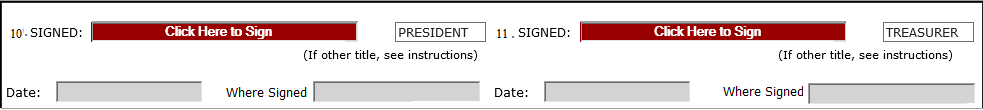 10. SIGNED: Click Here to Sign PRESIDENT 11. SIGNED: Click Here to Sign TREASURER
(If other title, see instructions) (If other title, see instructions)
Date: Where Signed Date: Where Signed